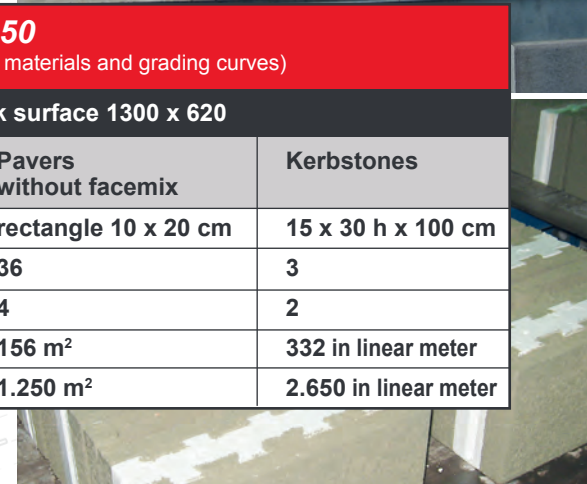 50
materials and grading curves)
k surface 1300 x 620
Pavers without facemix Kerbstones
rectangle 10 x 20 cm 15 x 30 h x 100 cm
36 3
4 2
156 m² 332 in linear meter
1.250 m² 2.650 in linear meter